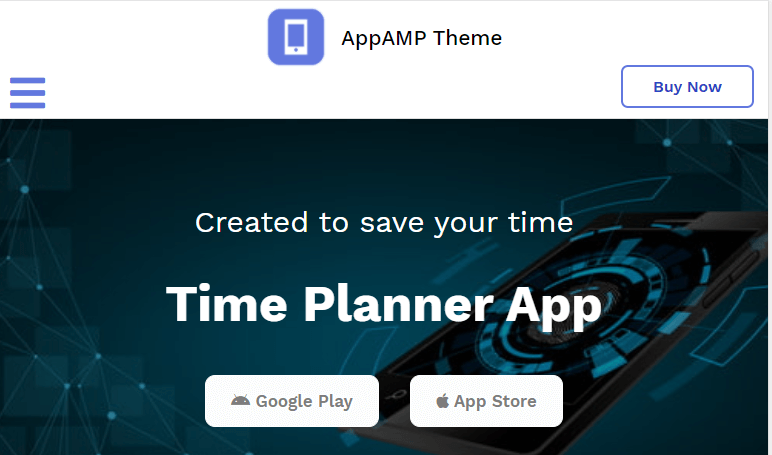 AppAMP Theme
Buy Now
Created to save your time
Time Planner App
Google Play
App Store